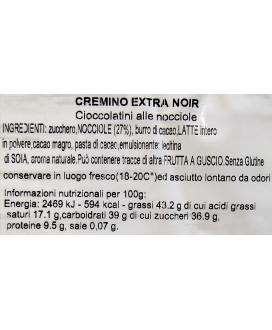 CREMINO EXTRA NOIR
Cioccolatini alle nocciole
INGREDIENTI: zucchero,NOCCIOLE (27%), burro di cacao,LATTE intero
in polvere,cacao magro, pasta di cacao,emulsionante: lecitina
di SOIA, aroma naturale.Può contenere tracce di altra FRUTTA A GUSCIO.Senza Glutine
conservare in luogo fresco(18-20C°)ed asciutto lontano da odori
Informazioni nutrizionali per 100g:
Energia: 2469 kJ - 594 kcal - grassi 43.2 g di cui acidi grassi
saturi 17.1 g,carboidrati 39 g di cui zuccheri 36.9 g,
proteine 9.5 g, sale 0,07 g.